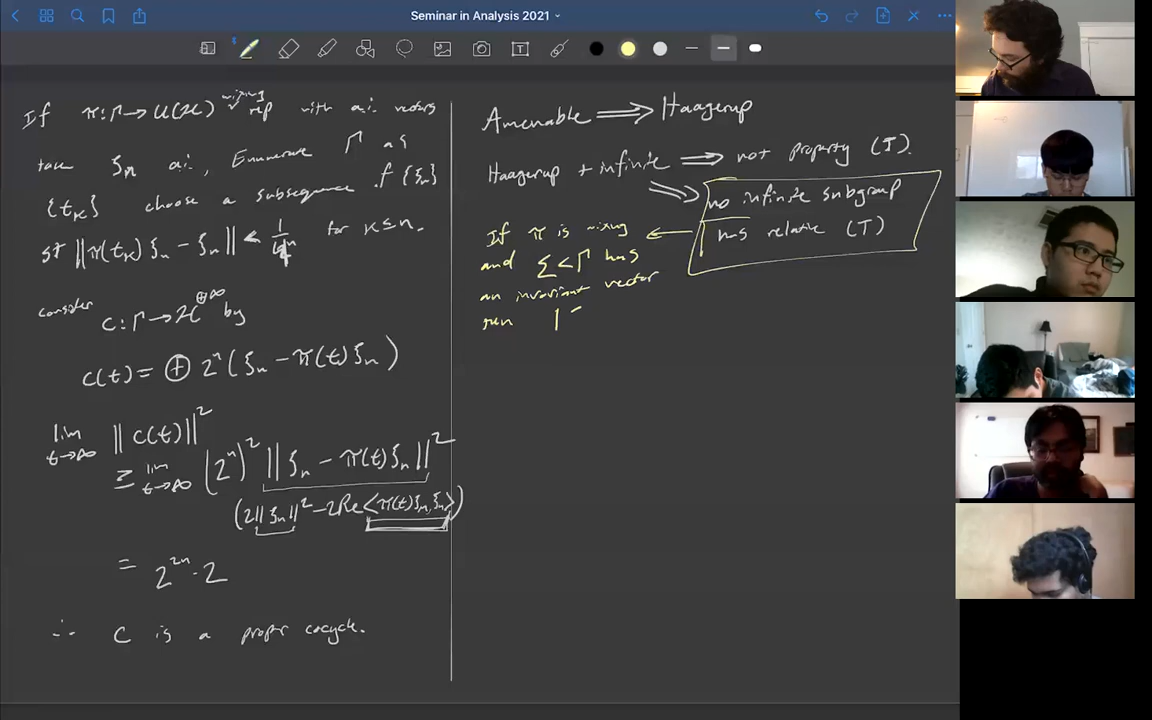 Seminar in Analysis 2021
If π: Γ → U(H) mixing rep with a.i. vectors
take ξₙ a.i., Enumerate Γ as
{tₖ} choose a subsequence of {ξₙ}
st ||π(tₖ)ξₙ - ξₙ|| < 1/4ⁿ for k ≤ n.
consider
c: Γ → H^⊕∞ by
c(t) = ⊕ 2ⁿ(ξₙ - π(t)ξₙ)
lim t→∞ ||c(t)||²
≥ lim t→∞ (2ⁿ)² ||ξₙ - π(t)ξₙ||²
(2||ξₙ||² - 2Re<π(t)ξₙ, ξₙ>)
= 2²ⁿ · 2
∴ c is a proper cocycle.
Amenable ⟹ Haagerup
Haagerup + infinite ⟹ not property (T).
⟹ no infinite subgroup
has relative (T)
If π is mixing ←
and Σ < Γ has
an invariant vector
then |